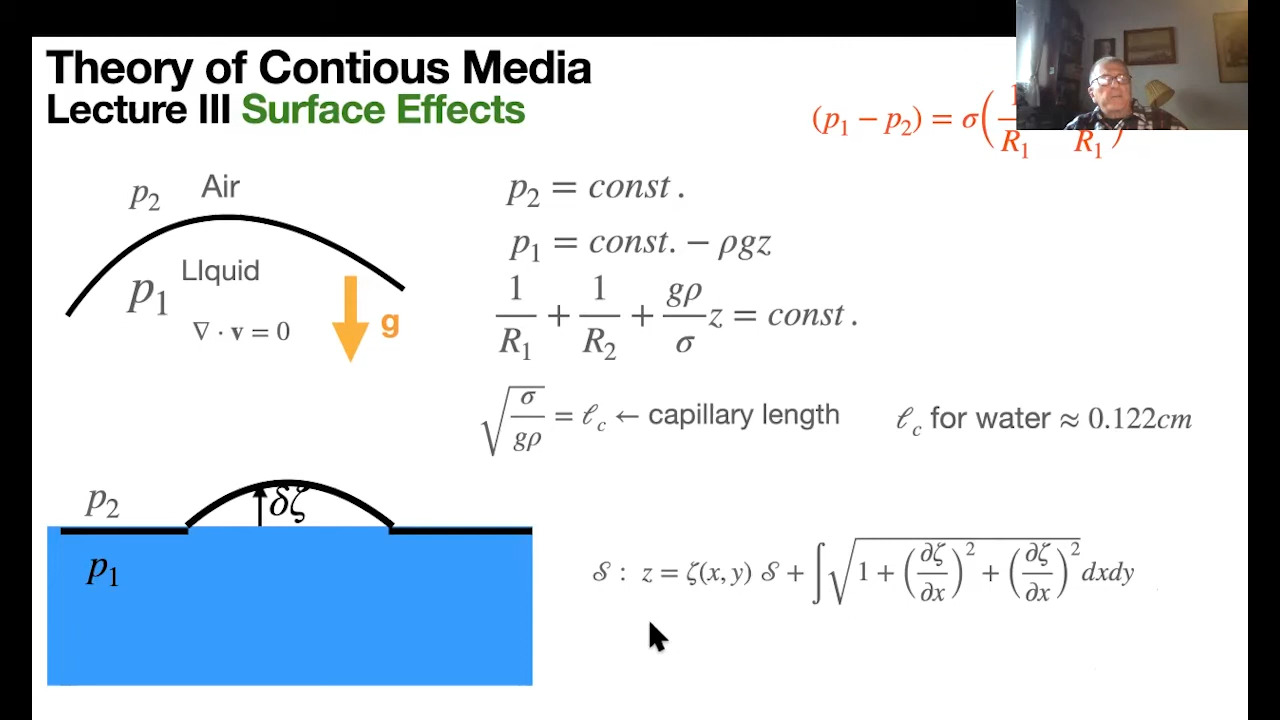 Theory of Contious Media
Lecture III Surface Effects
(p₁ − p₂) = σ(1/R₁ R₁)
p₂ Air
p₁ LIquid
∇ · v = 0
g
p₂ = const .
p₁ = const. − ρgz
1/R₁ + 1/R₂ + gρ/σ z = const .
√(σ/gρ) = ℓ_c ← capillary length
ℓ_c for water ≈ 0.122cm
p₂ δζ
p₁
𝒮 : z = ζ(x, y) 𝒮 + ∫ √(1 + (∂ζ/∂x)² + (∂ζ/∂x)²) dxdy